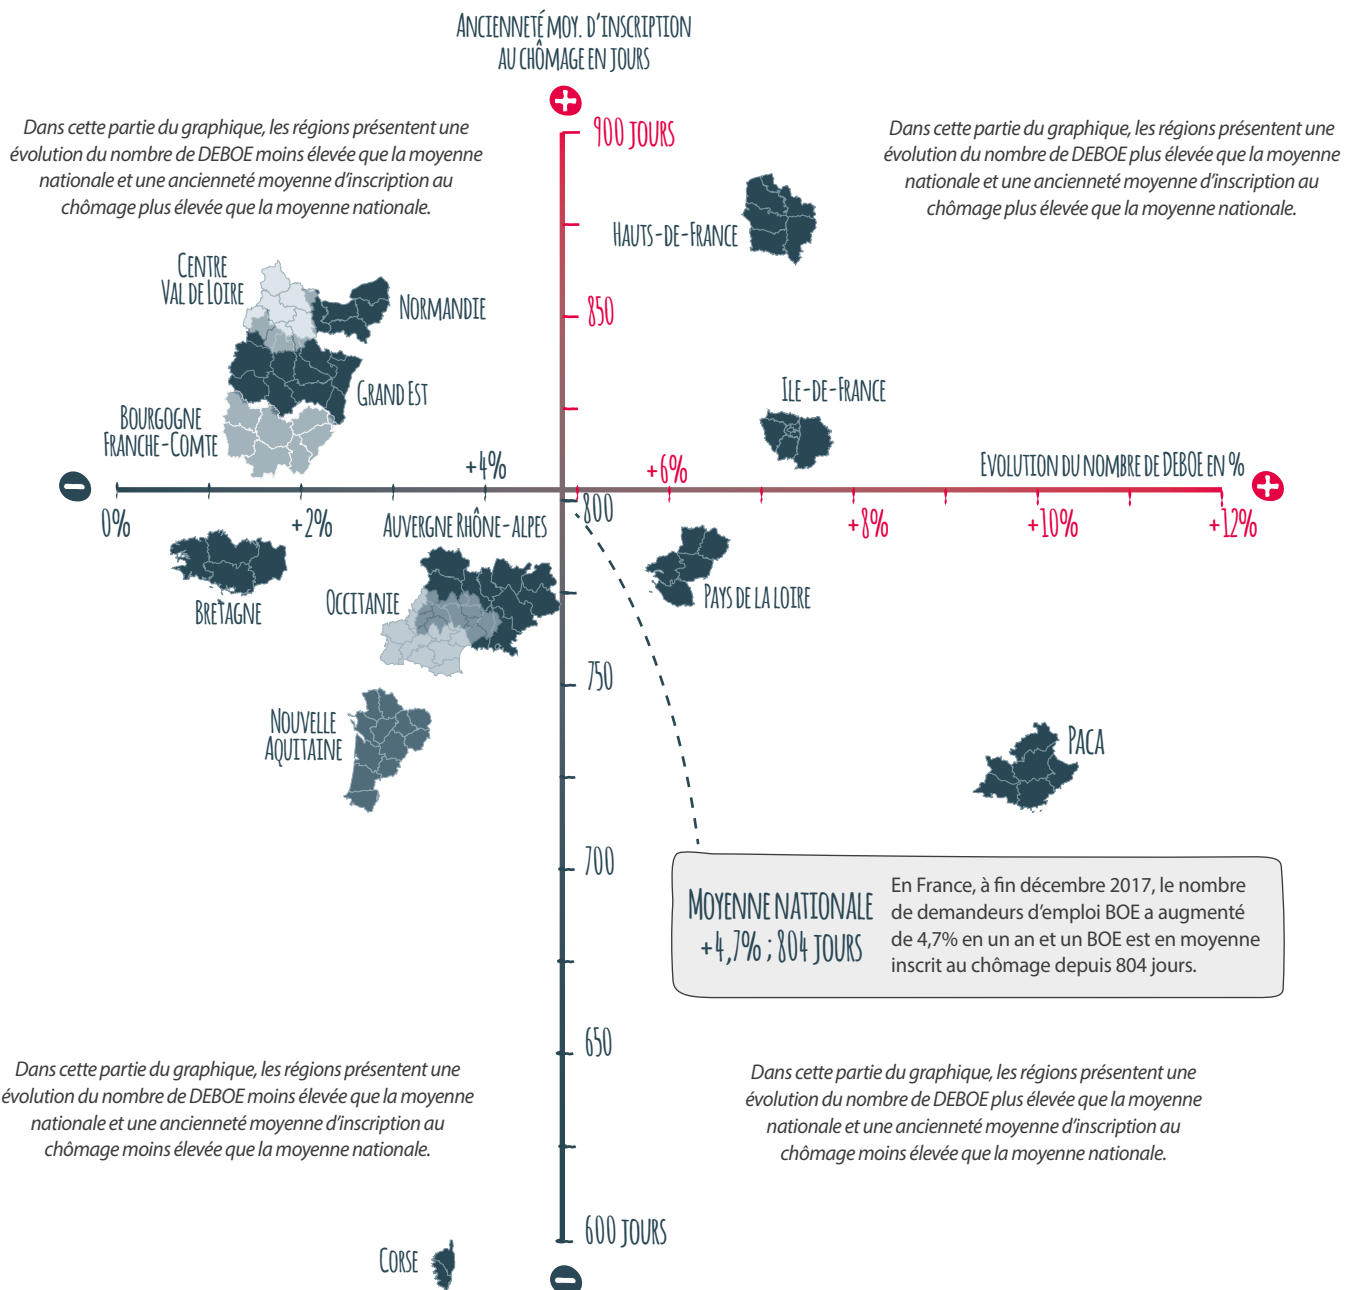 ANCIENNETÉ MOY. D'INSCRIPTION
AU CHÔMAGE EN JOURS
900 JOURS
Dans cette partie du graphique, les régions présentent une
évolution du nombre de DEBOE moins élevée que la moyenne
nationale et une ancienneté moyenne d'inscription au
chômage plus élevée que la moyenne nationale.
Dans cette partie du graphique, les régions présentent une
évolution du nombre de DEBOE plus élevée que la moyenne
nationale et une ancienneté moyenne d'inscription au
chômage plus élevée que la moyenne nationale.
HAUTS-DE-FRANCE
CENTRE
VAL DE LOIRE
NORMANDIE
850
GRAND EST
ILE-DE-FRANCE
BOURGOGNE
FRANCHE-COMTE
+4%
+6%
EVOLUTION DU NOMBRE DE DEBOE EN %
0%
+2%
AUVERGNE RHÔNE-ALPES
800
+8%
+10%
+12%
BRETAGNE
OCCITANIE
PAYS DE LA LOIRE
750
NOUVELLE
AQUITAINE
PACA
700
MOYENNE NATIONALE
+4,7% ; 804 JOURS
En France, à fin décembre 2017, le nombre
de demandeurs d'emploi BOE a augmenté
de 4,7% en un an et un BOE est en moyenne
inscrit au chômage depuis 804 jours.
650
Dans cette partie du graphique, les régions présentent une
évolution du nombre de DEBOE moins élevée que la moyenne
nationale et une ancienneté moyenne d'inscription au
chômage moins élevée que la moyenne nationale.
Dans cette partie du graphique, les régions présentent une
évolution du nombre de DEBOE plus élevée que la moyenne
nationale et une ancienneté moyenne d'inscription au
chômage moins élevée que la moyenne nationale.
600 JOURS
CORSE